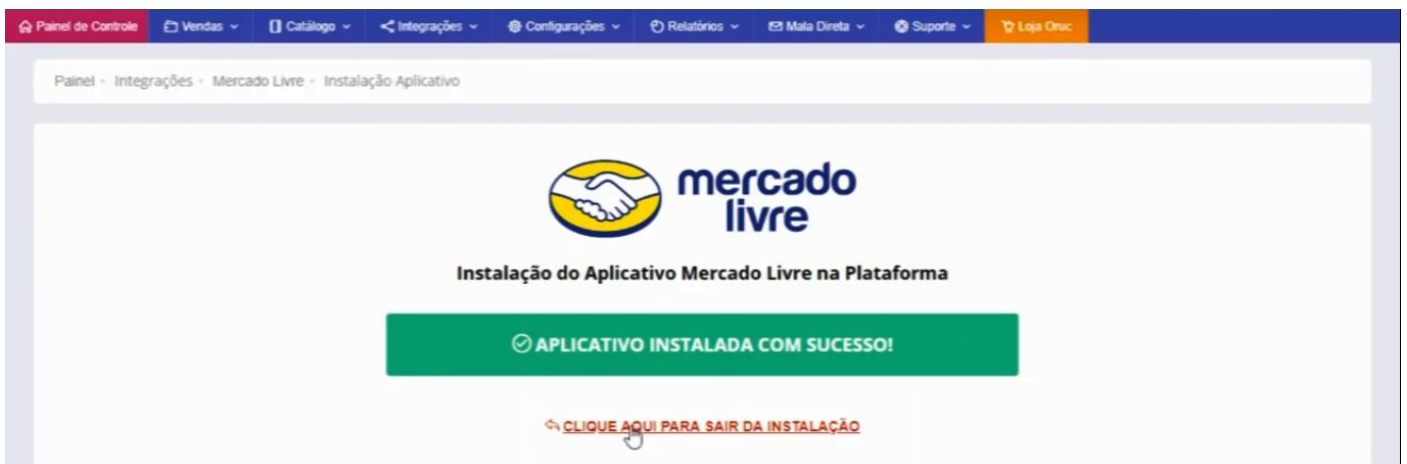 Painel de Controle Vendas Catálogo Integrações Configurações Relatórios Mala Direta Suporte Loja Oruc
Painel Integrações Mercado Livre Instalação Aplicativo
mercado
livre
Instalação do Aplicativo Mercado Livre na Plataforma
APLICATIVO INSTALADA COM SUCESSO!
CLIQUE AQUI PARA SAIR DA INSTALAÇÃO